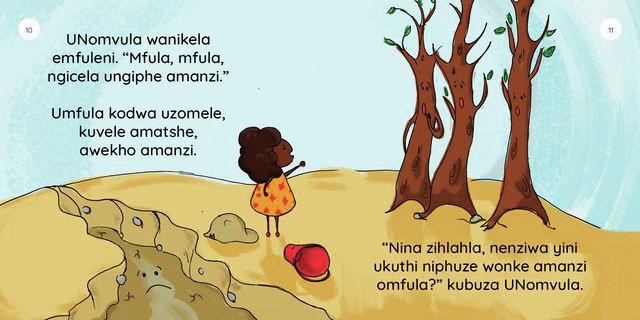 10
UNomvula wanikela
emfuleni. “Mfula, mfula,
ngicela ungiphe amanzi.”
Umfula kodwa uzomele,
kuvele amatshe,
awekho amanzi.
11
“Nina zihlahla, nenziwa yini
ukuthi niphuze wonke amanzi
omfula?” kubuza UNomvula.